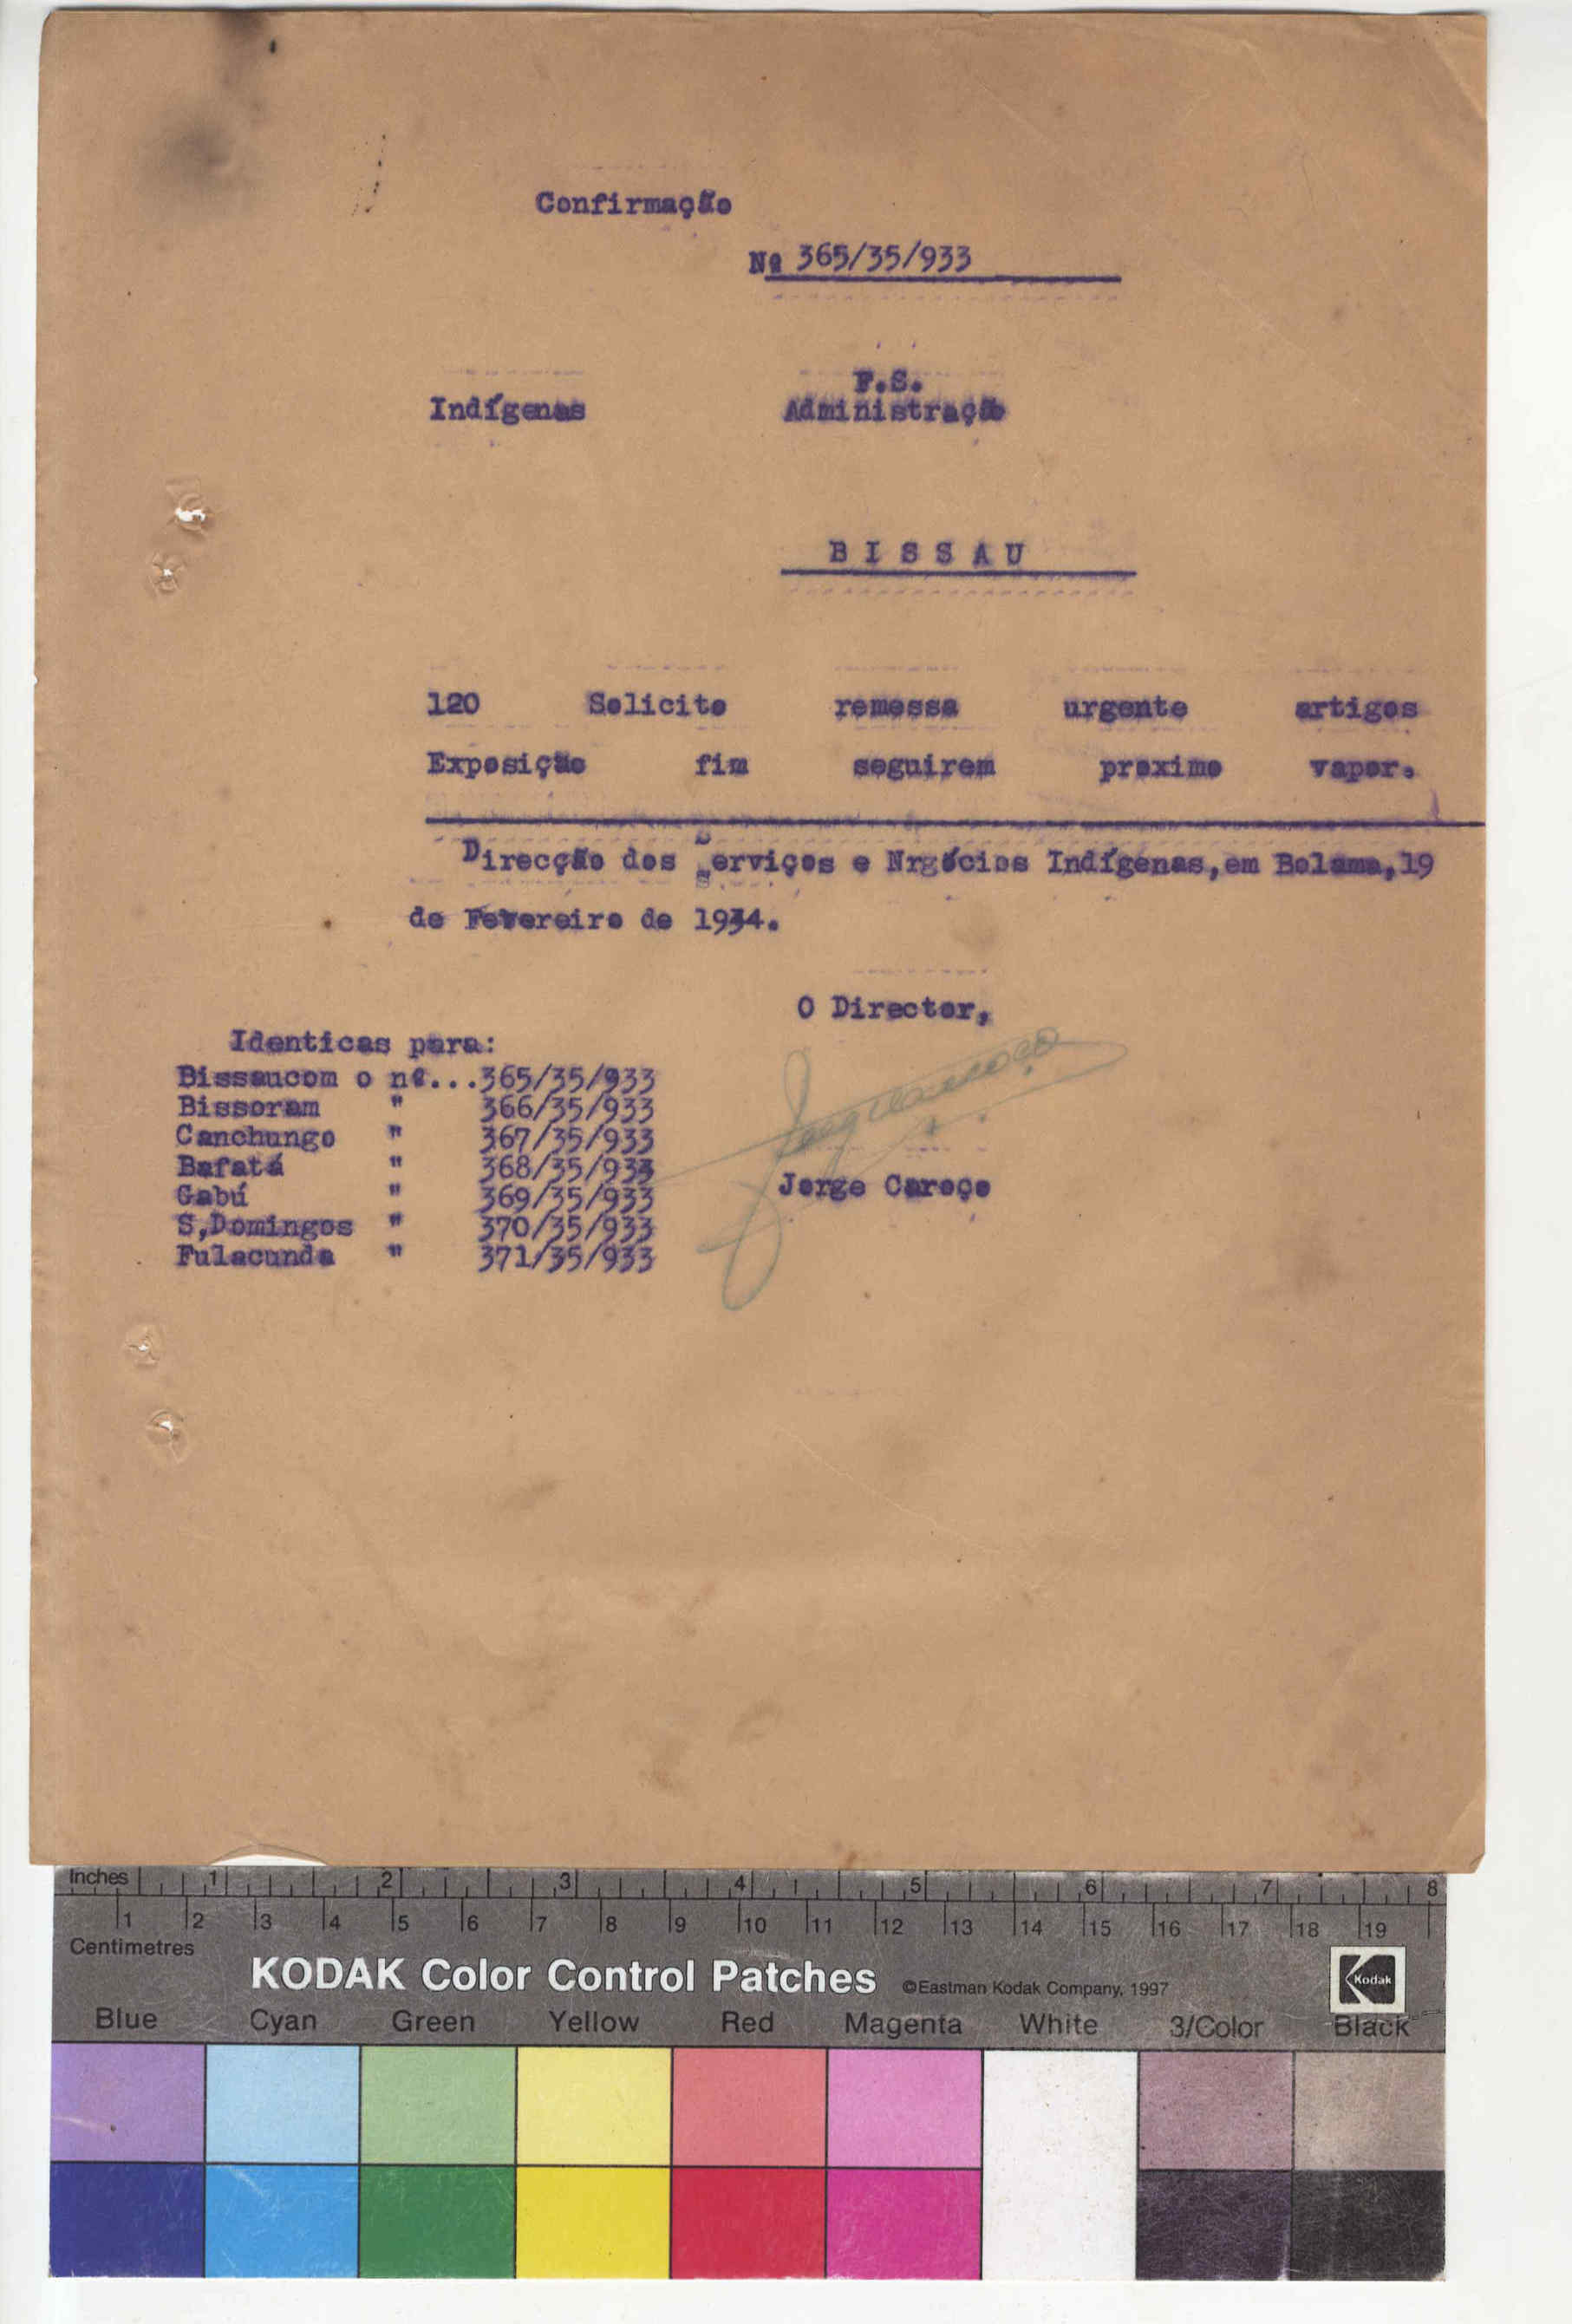 Confirmação
Nº 365/35/933
F.S.
Indígenas Administração
BISSAU
120 Solicito remessa urgente artigos
Exposição fim seguirem proximo vapor.
Direcção dos Serviços e Nrgócios Indígenas,em Bolama,19
de Fevereiro de 1934.
O Director,
Jorge Caroço
Identicas para:
Bissaucom o nº...365/35/933
Bissoram " 366/35/933
Canchungo " 367/35/933
Bafatá " 368/35/933
Gabú " 369/35/933
S,Domingos " 370/35/933
Fulacunda " 371/35/933
Jorge Caroço
Inches 1 2 3 4 5 6 7 8
1 2 3 4 5 6 7 8 9 10 11 12 13 14 15 16 17 18 19
Centimetres
KODAK Color Control Patches ©Eastman Kodak Company, 1997 Kodak
Blue Cyan Green Yellow Red Magenta White 3/Color Black